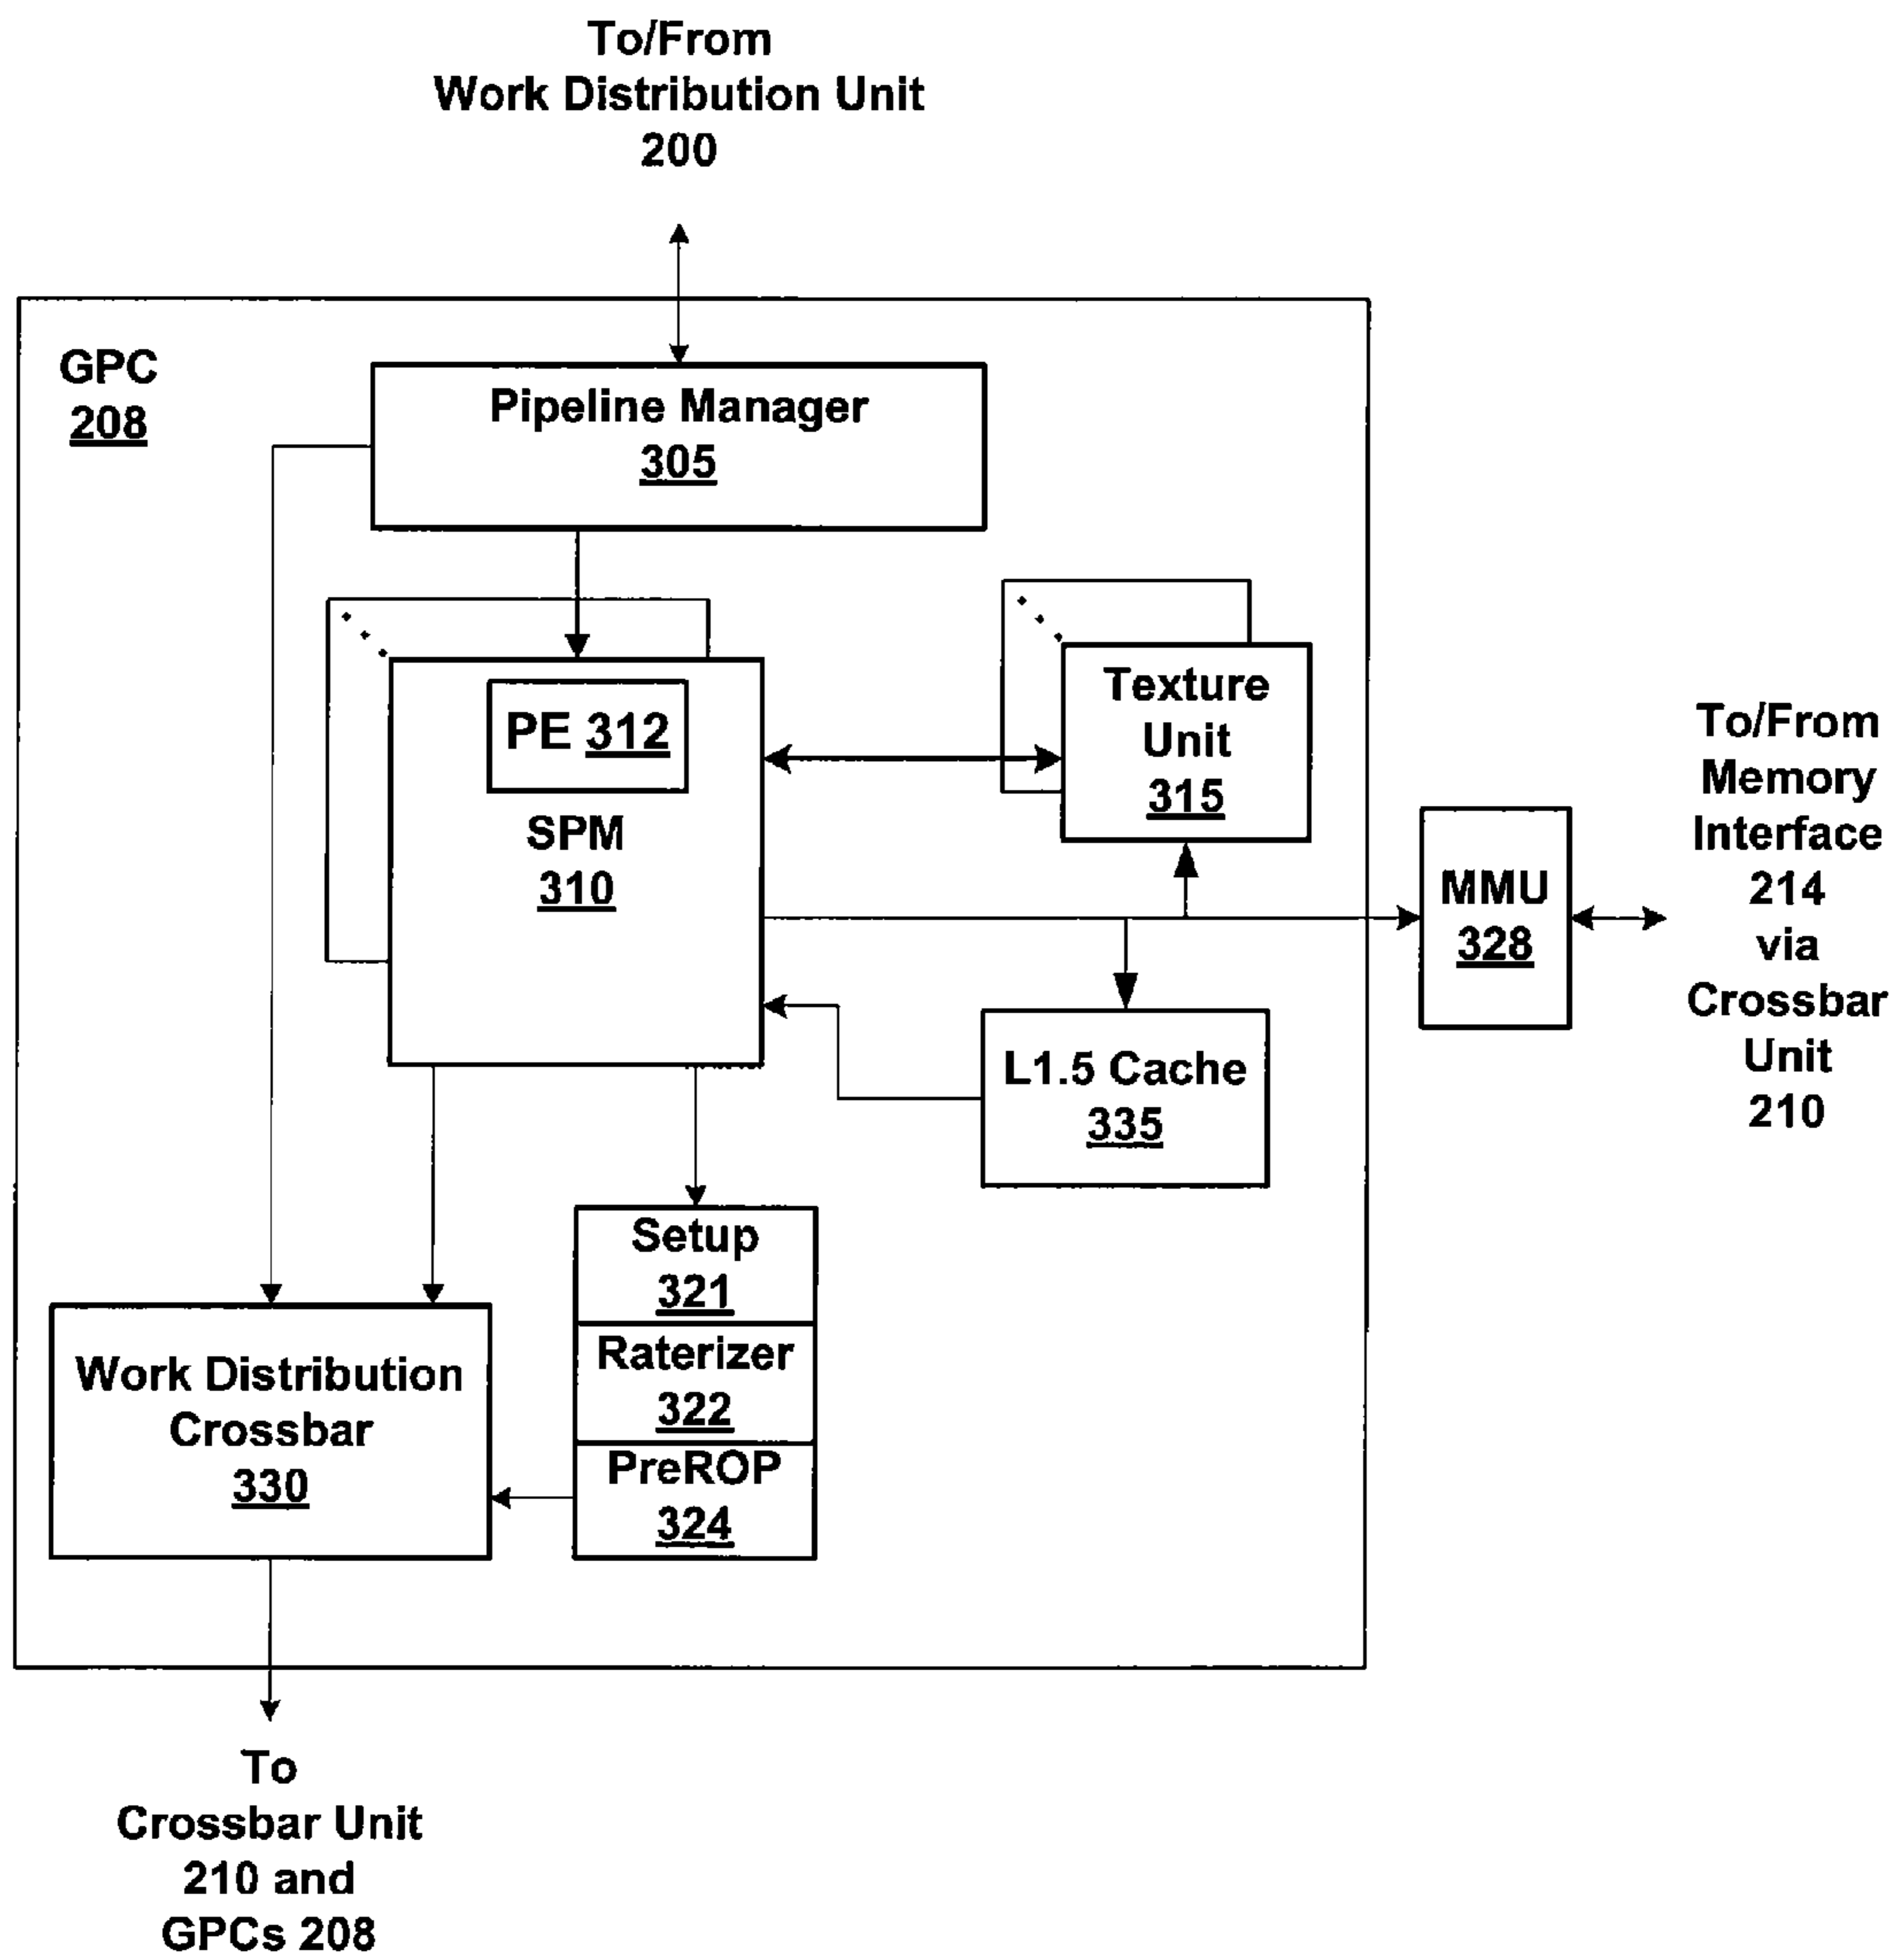 To/From
Work Distribution Unit
200
GPC
208
Pipeline Manager
305
PE 312
SPM
310
Texture
Unit
315
To/From
Memory
Interface
214
via
Crossbar
Unit
210
MMU
328
L1.5 Cache
335
Setup
321
Raterizer
322
PreROP
324
Work Distribution
Crossbar
330
To
Crossbar Unit
210 and
GPCs 208